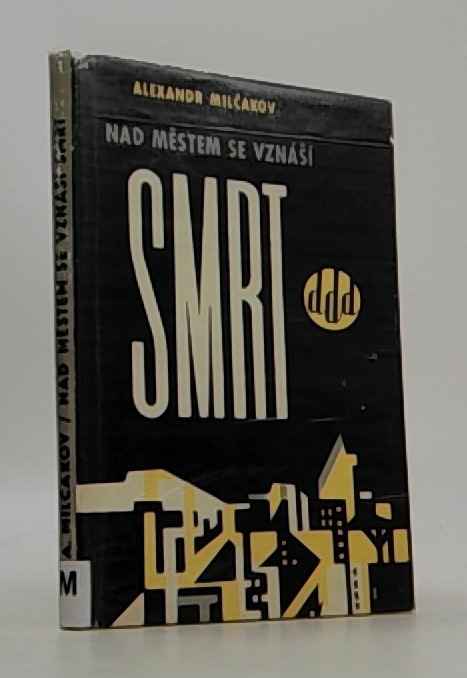 ALEXANDR MILČAKOV
NAD MĚSTEM SE VZNÁŠÍ
SMRT
ddd
A. MILČAKOV / NAD MĚSTEM SE VZNÁŠÍ SMRT
M